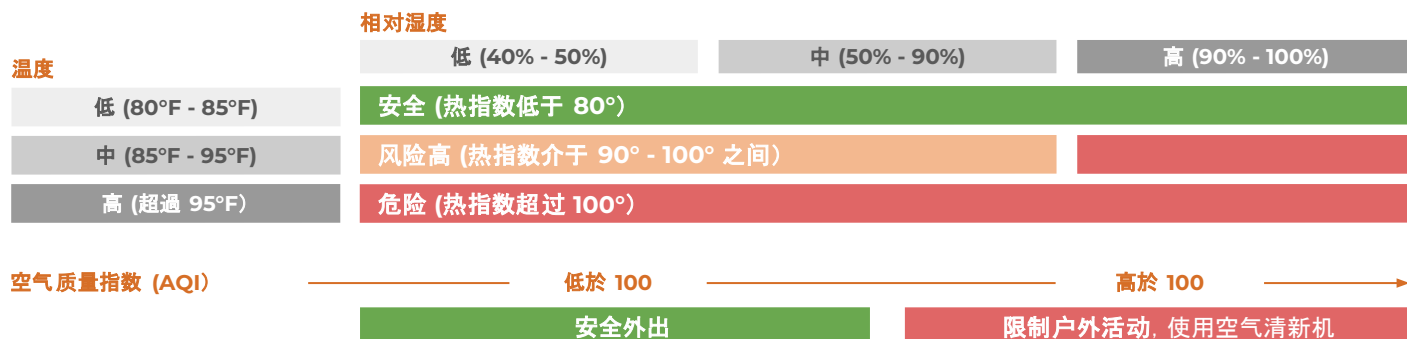 相对湿度
低 (40% - 50%) 中 (50% - 90%) 高 (90% - 100%)
温度
低 (80°F - 85°F) 安全 (热指数低于 80°）
中 (85°F - 95°F) 风险高 (热指数介于 90° - 100° 之间）
高 (超過 95°F） 危险 (热指数超过 100°）
空气质量指数 (AQI） 低於 100 高於 100
安全外出 限制户外活动, 使用空气清新机